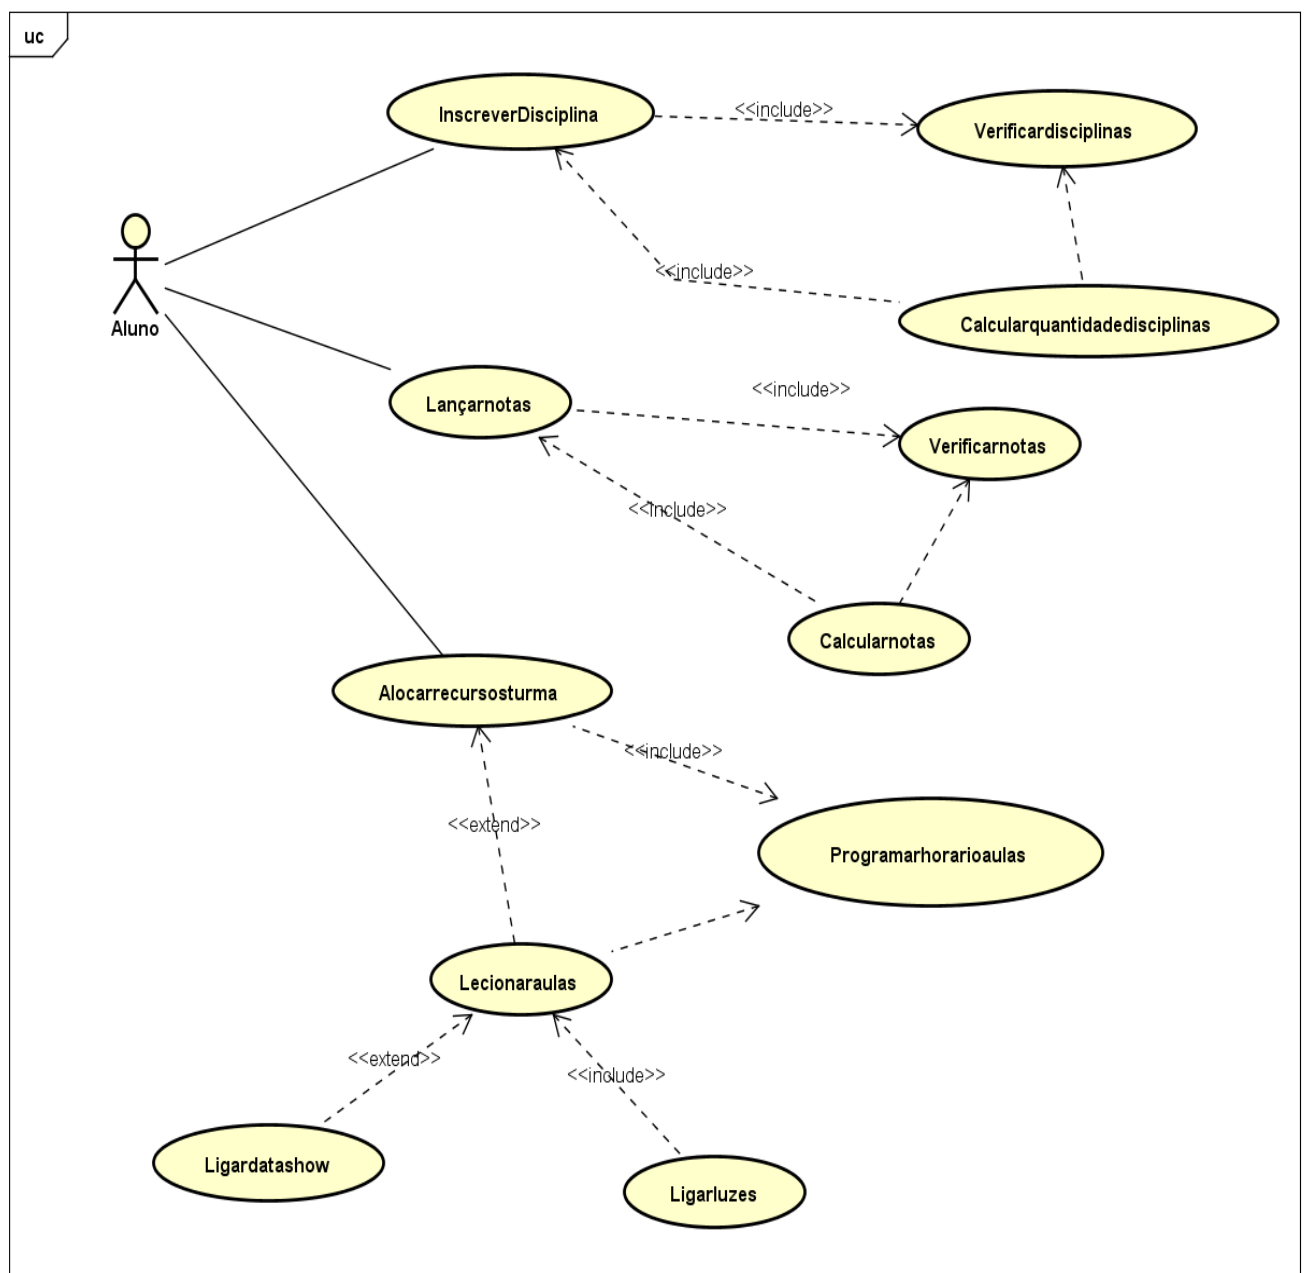 uc
InscreverDisciplina
<<include>>
Verificardisciplinas
<<include>>
Calcularquantidadedisciplinas
Aluno
Lançarnotas
<<include>>
Verificarnotas
<<include>>
Calcularnotas
Alocarrecursosturma
<<include>>
<<extend>>
Programarhorarioaulas
Lecionaraulas
<<extend>>
<<include>>
Ligardatashow
Ligarluzes